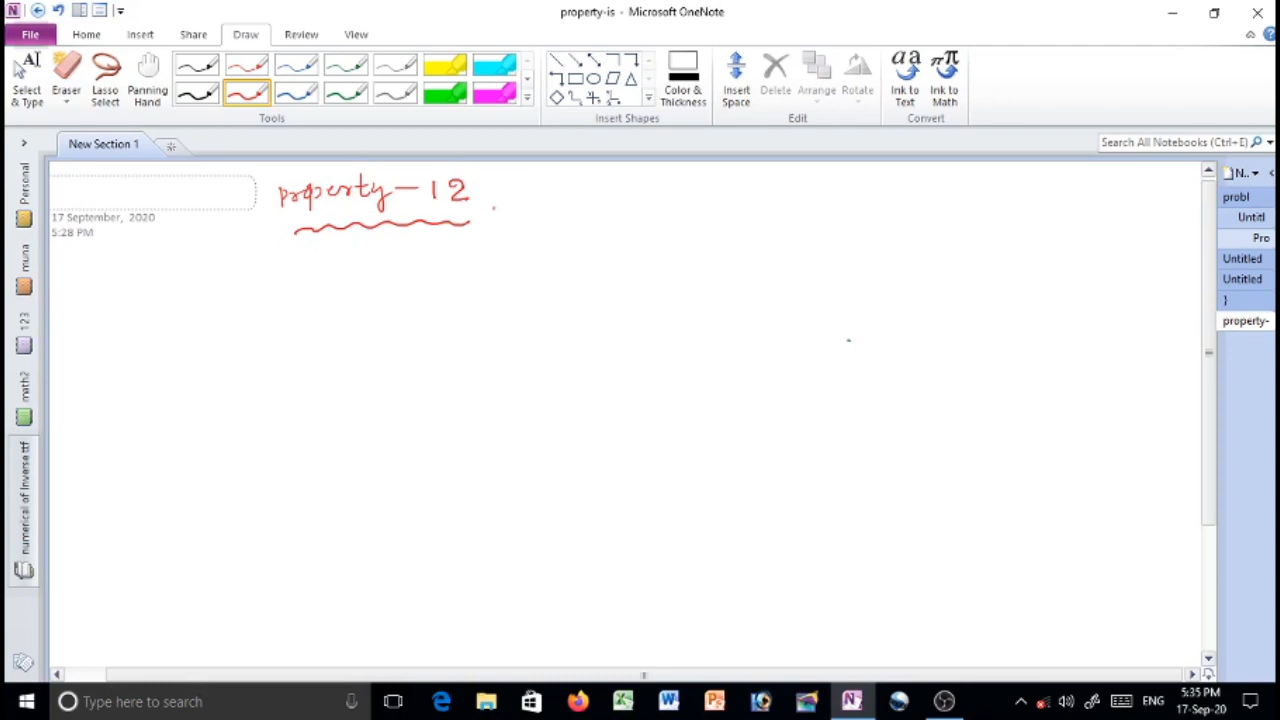 property-is - Microsoft OneNote
File Home Insert Share Draw Review View
Select & Type
Eraser
Lasso Select
Panning Hand
Color & Thickness
Insert Space
Delete
Arrange
Rotate
Ink to Text
Ink to Math
Tools
Insert Shapes
Edit
Convert
New Section 1
Search All Notebooks (Ctrl+E)
N..
property-12
17 September, 2020
5:28 PM
Personal
muna
123
math2
numerical of Inverse ttf
probl
Untitl
Pro
Untitled
Untitled
}
property-
Type here to search
ENG
5:35 PM
17-Sep-20